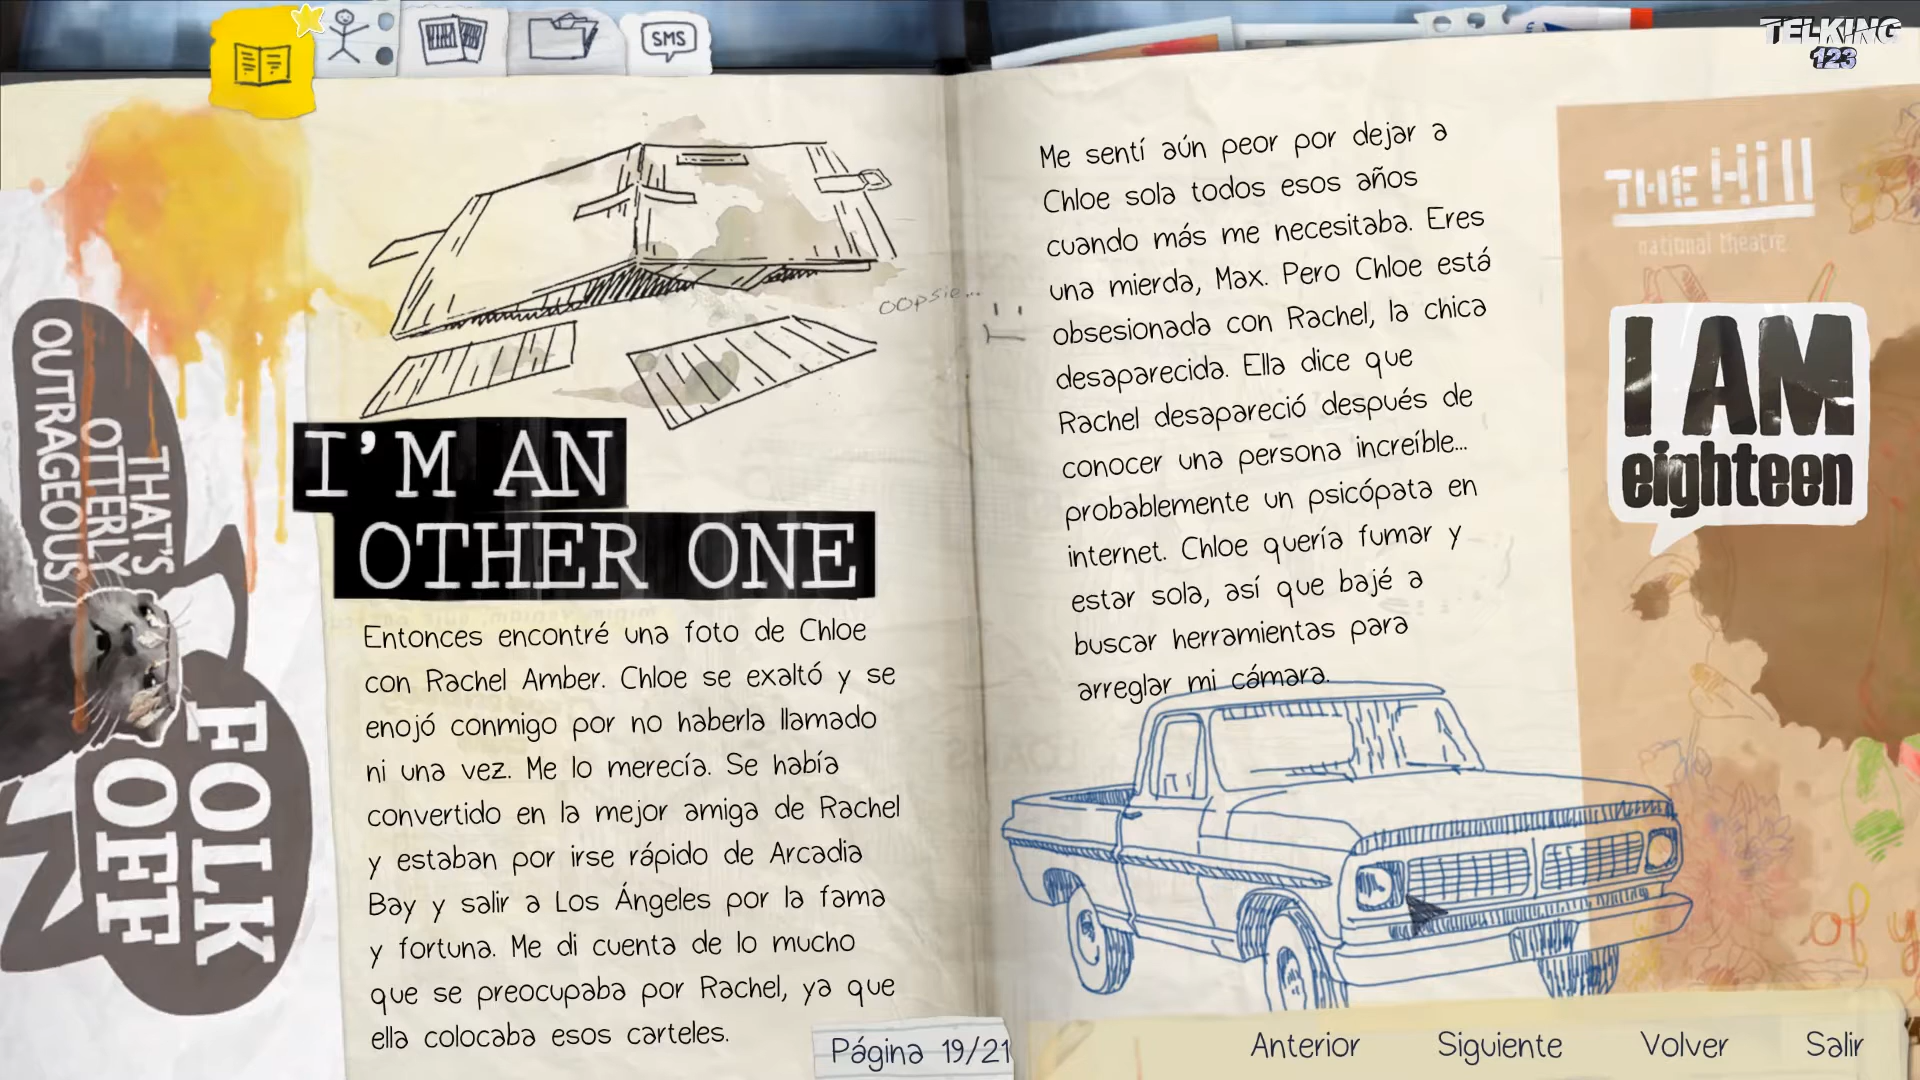 SMS
TELKING
123
THAT'S
OTTERLY
OUTRAGEOUS
FOLK
OFF
oopsie...
I'M AN
OTHER ONE
Entonces encontré una foto de Chloe
con Rachel Amber. Chloe se exaltó y se
enojó conmigo por no haberla llamado
ni una vez. Me lo merecía. Se había
convertido en la mejor amiga de Rachel
y estaban por irse rápido de Arcadia
Bay y salir a Los Ángeles por la fama
y fortuna. Me di cuenta de lo mucho
que se preocupaba por Rachel, ya que
ella colocaba esos carteles.
Me sentí aún peor por dejar a
Chloe sola todos esos años
cuando más me necesitaba. Eres
una mierda, Max. Pero Chloe está
obsesionada con Rachel, la chica
desaparecida. Ella dice que
Rachel desapareció después de
conocer una persona increíble...
probablemente un psicópata en
internet. Chloe quería fumar y
estar sola, así que bajé a
buscar herramientas para
arreglar mi cámara.
THE Hill
national theatre
I AM
eighteen
of y
Página 19/21
Anterior Siguiente Volver Salir